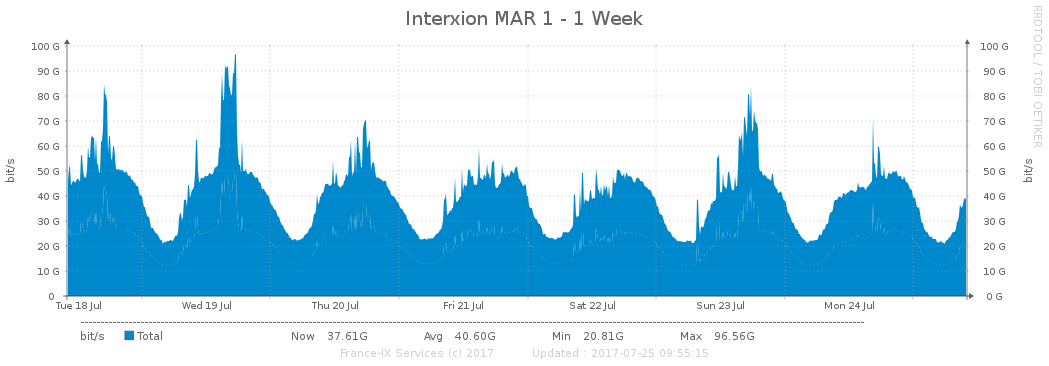 Interxion MAR 1 - 1 Week
RRDTOOL / TOBI OETIKER
bit/s
100 G 100 G
90 G 90 G
80 G 80 G
70 G 70 G
60 G 60 G
50 G 50 G
40 G 40 G
30 G 30 G
20 G 20 G
10 G 10 G
0 0 G
bit/s
Tue 18 Jul Wed 19 Jul Thu 20 Jul Fri 21 Jul Sat 22 Jul Sun 23 Jul Mon 24 Jul
bit/s Total Now 37.61G Avg 40.60G Min 20.81G Max 96.56G
France-IX Services (c) 2017 Updated : 2017-07-25 09:55:15